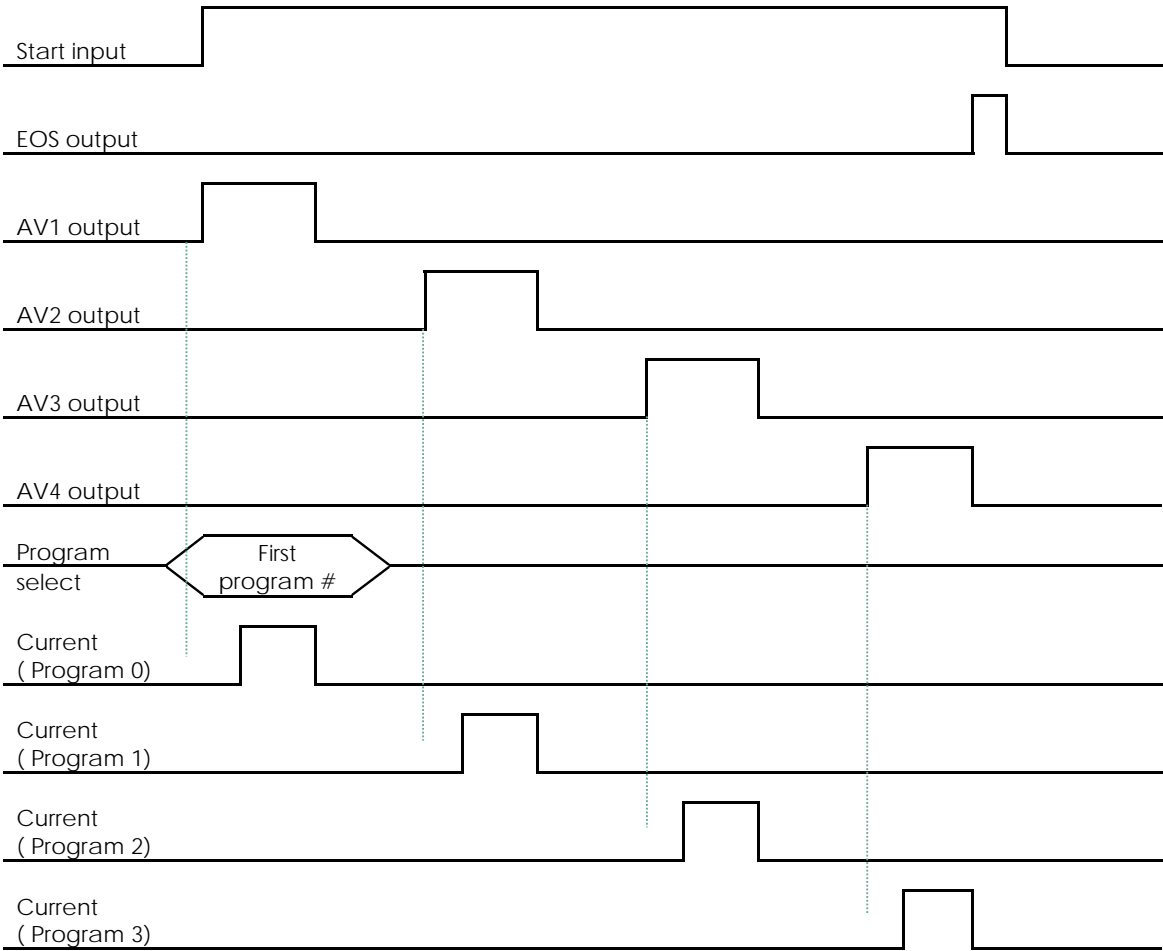 Start input
EOS output
AV1 output
AV2 output
AV3 output
AV4 output
Program
select
First
program #
Current
( Program 0)
Current
( Program 1)
Current
( Program 2)
Current
( Program 3)